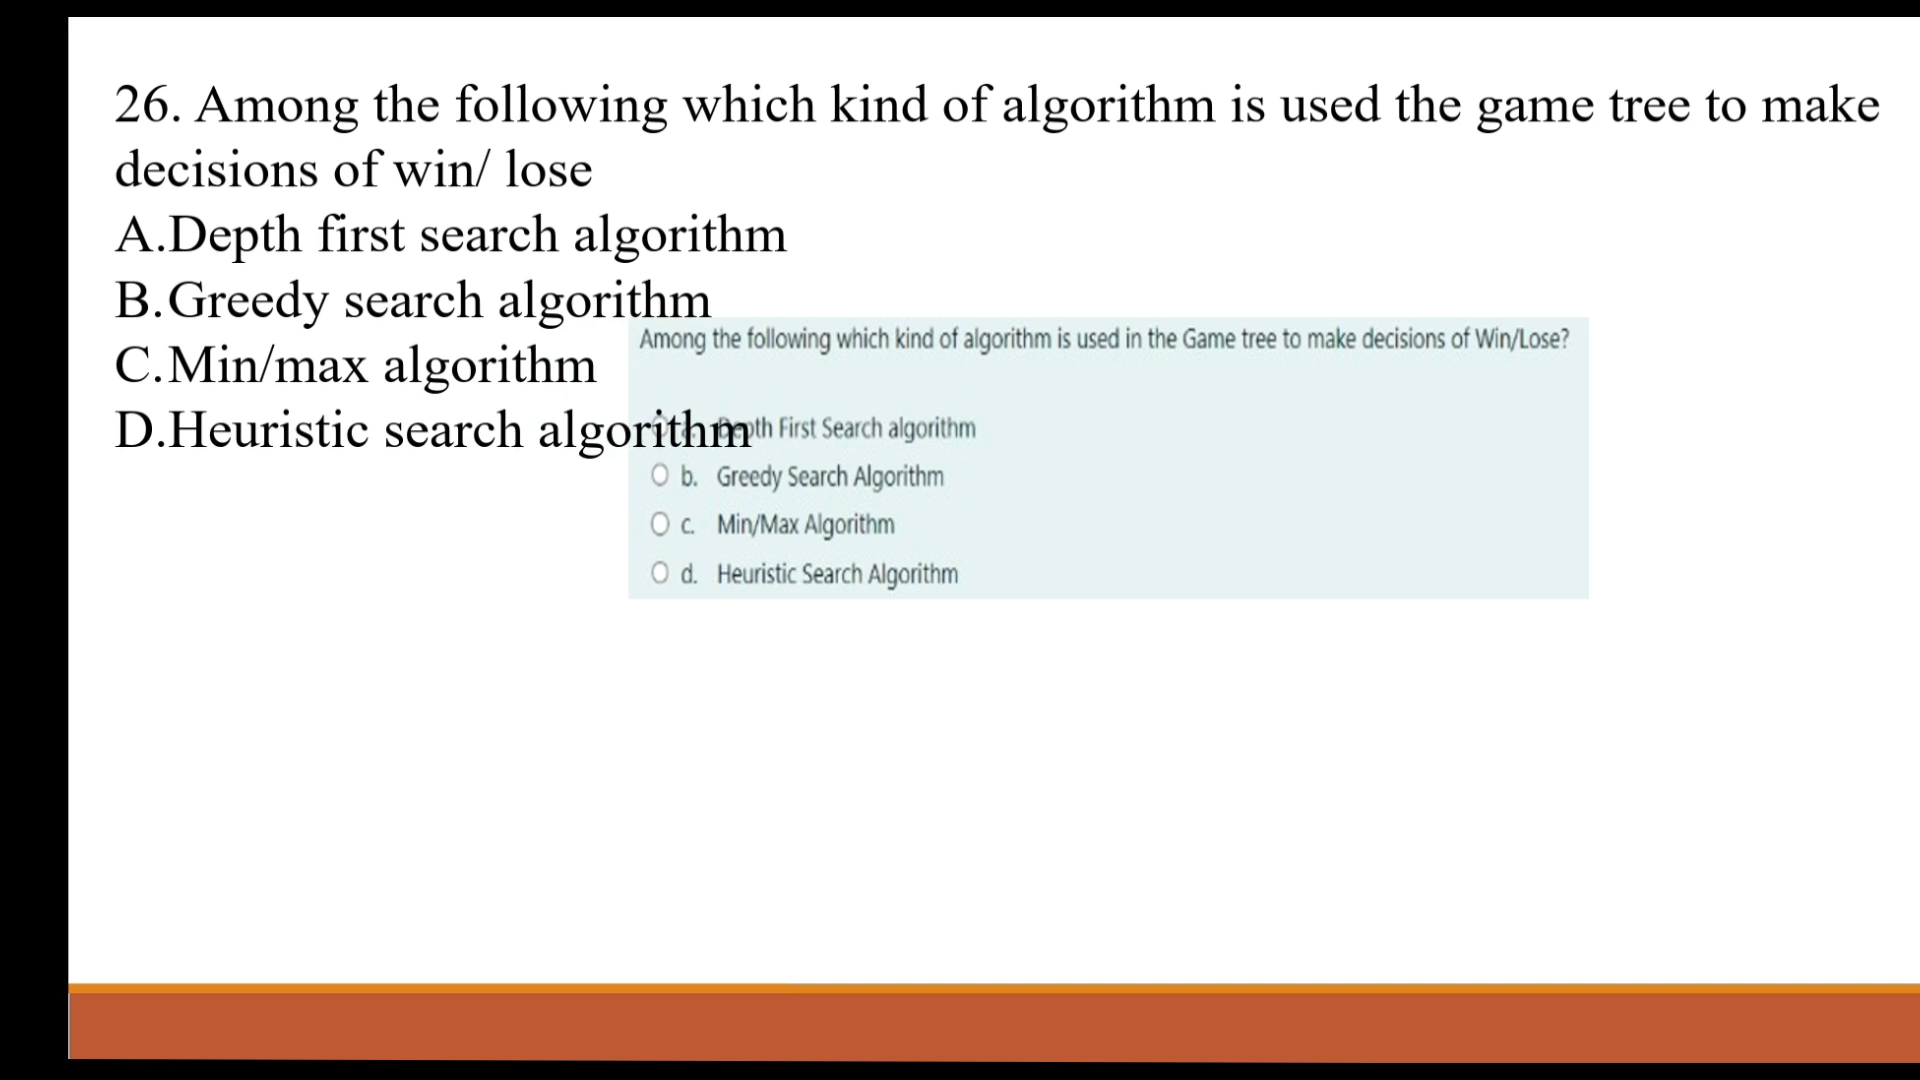 26. Among the following which kind of algorithm is used the game tree to make
decisions of win/ lose
A.Depth first search algorithm
B.Greedy search algorithm
C.Min/max algorithm
D.Heuristic search algorithm
Among the following which kind of algorithm is used in the Game tree to make decisions of Win/Lose?
Depth First Search algorithm
b. Greedy Search Algorithm
c. Min/Max Algorithm
d. Heuristic Search Algorithm